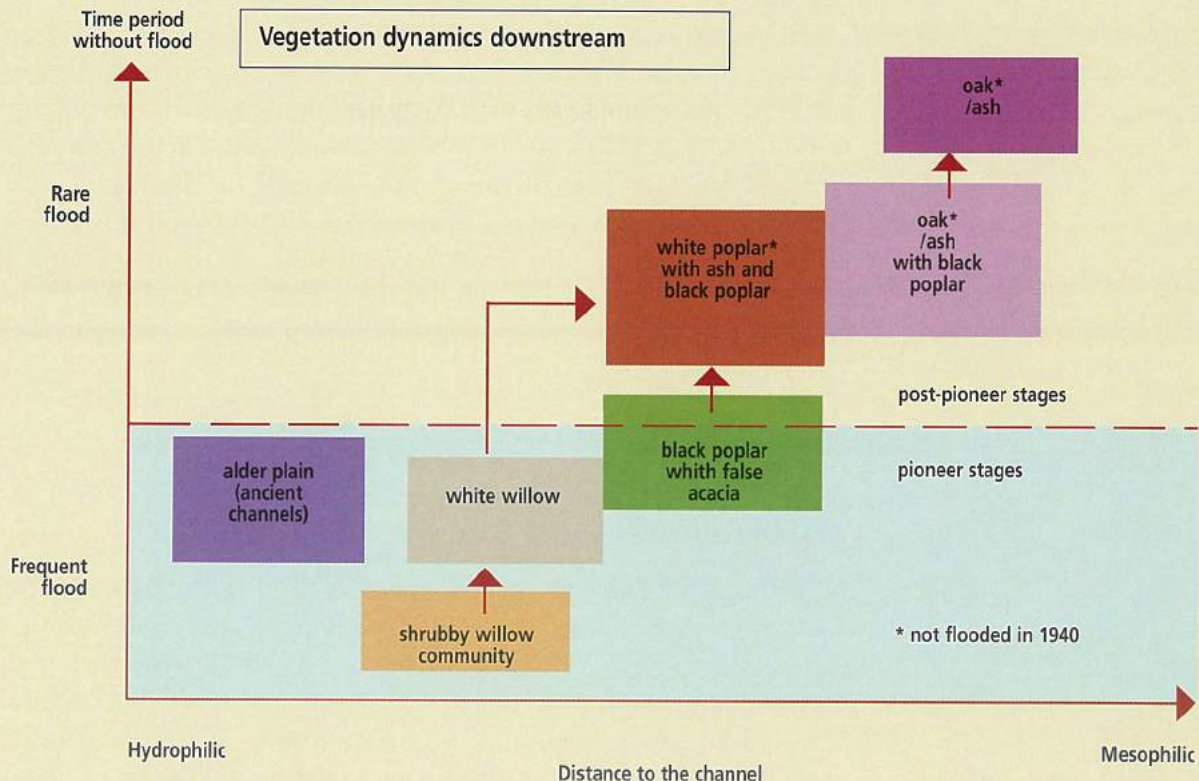 Time period
without flood
Vegetation dynamics downstream
oak*
/ash
Rare
flood
white poplar*
with ash and
black poplar
oak*
/ash
with black
poplar
post-pioneer stages
alder plain
(ancient
channels)
white willow
black poplar
whith false
acacia
pioneer stages
Frequent
flood
shrubby willow
community
* not flooded in 1940
Hydrophilic
Distance to the channel
Mesophilic